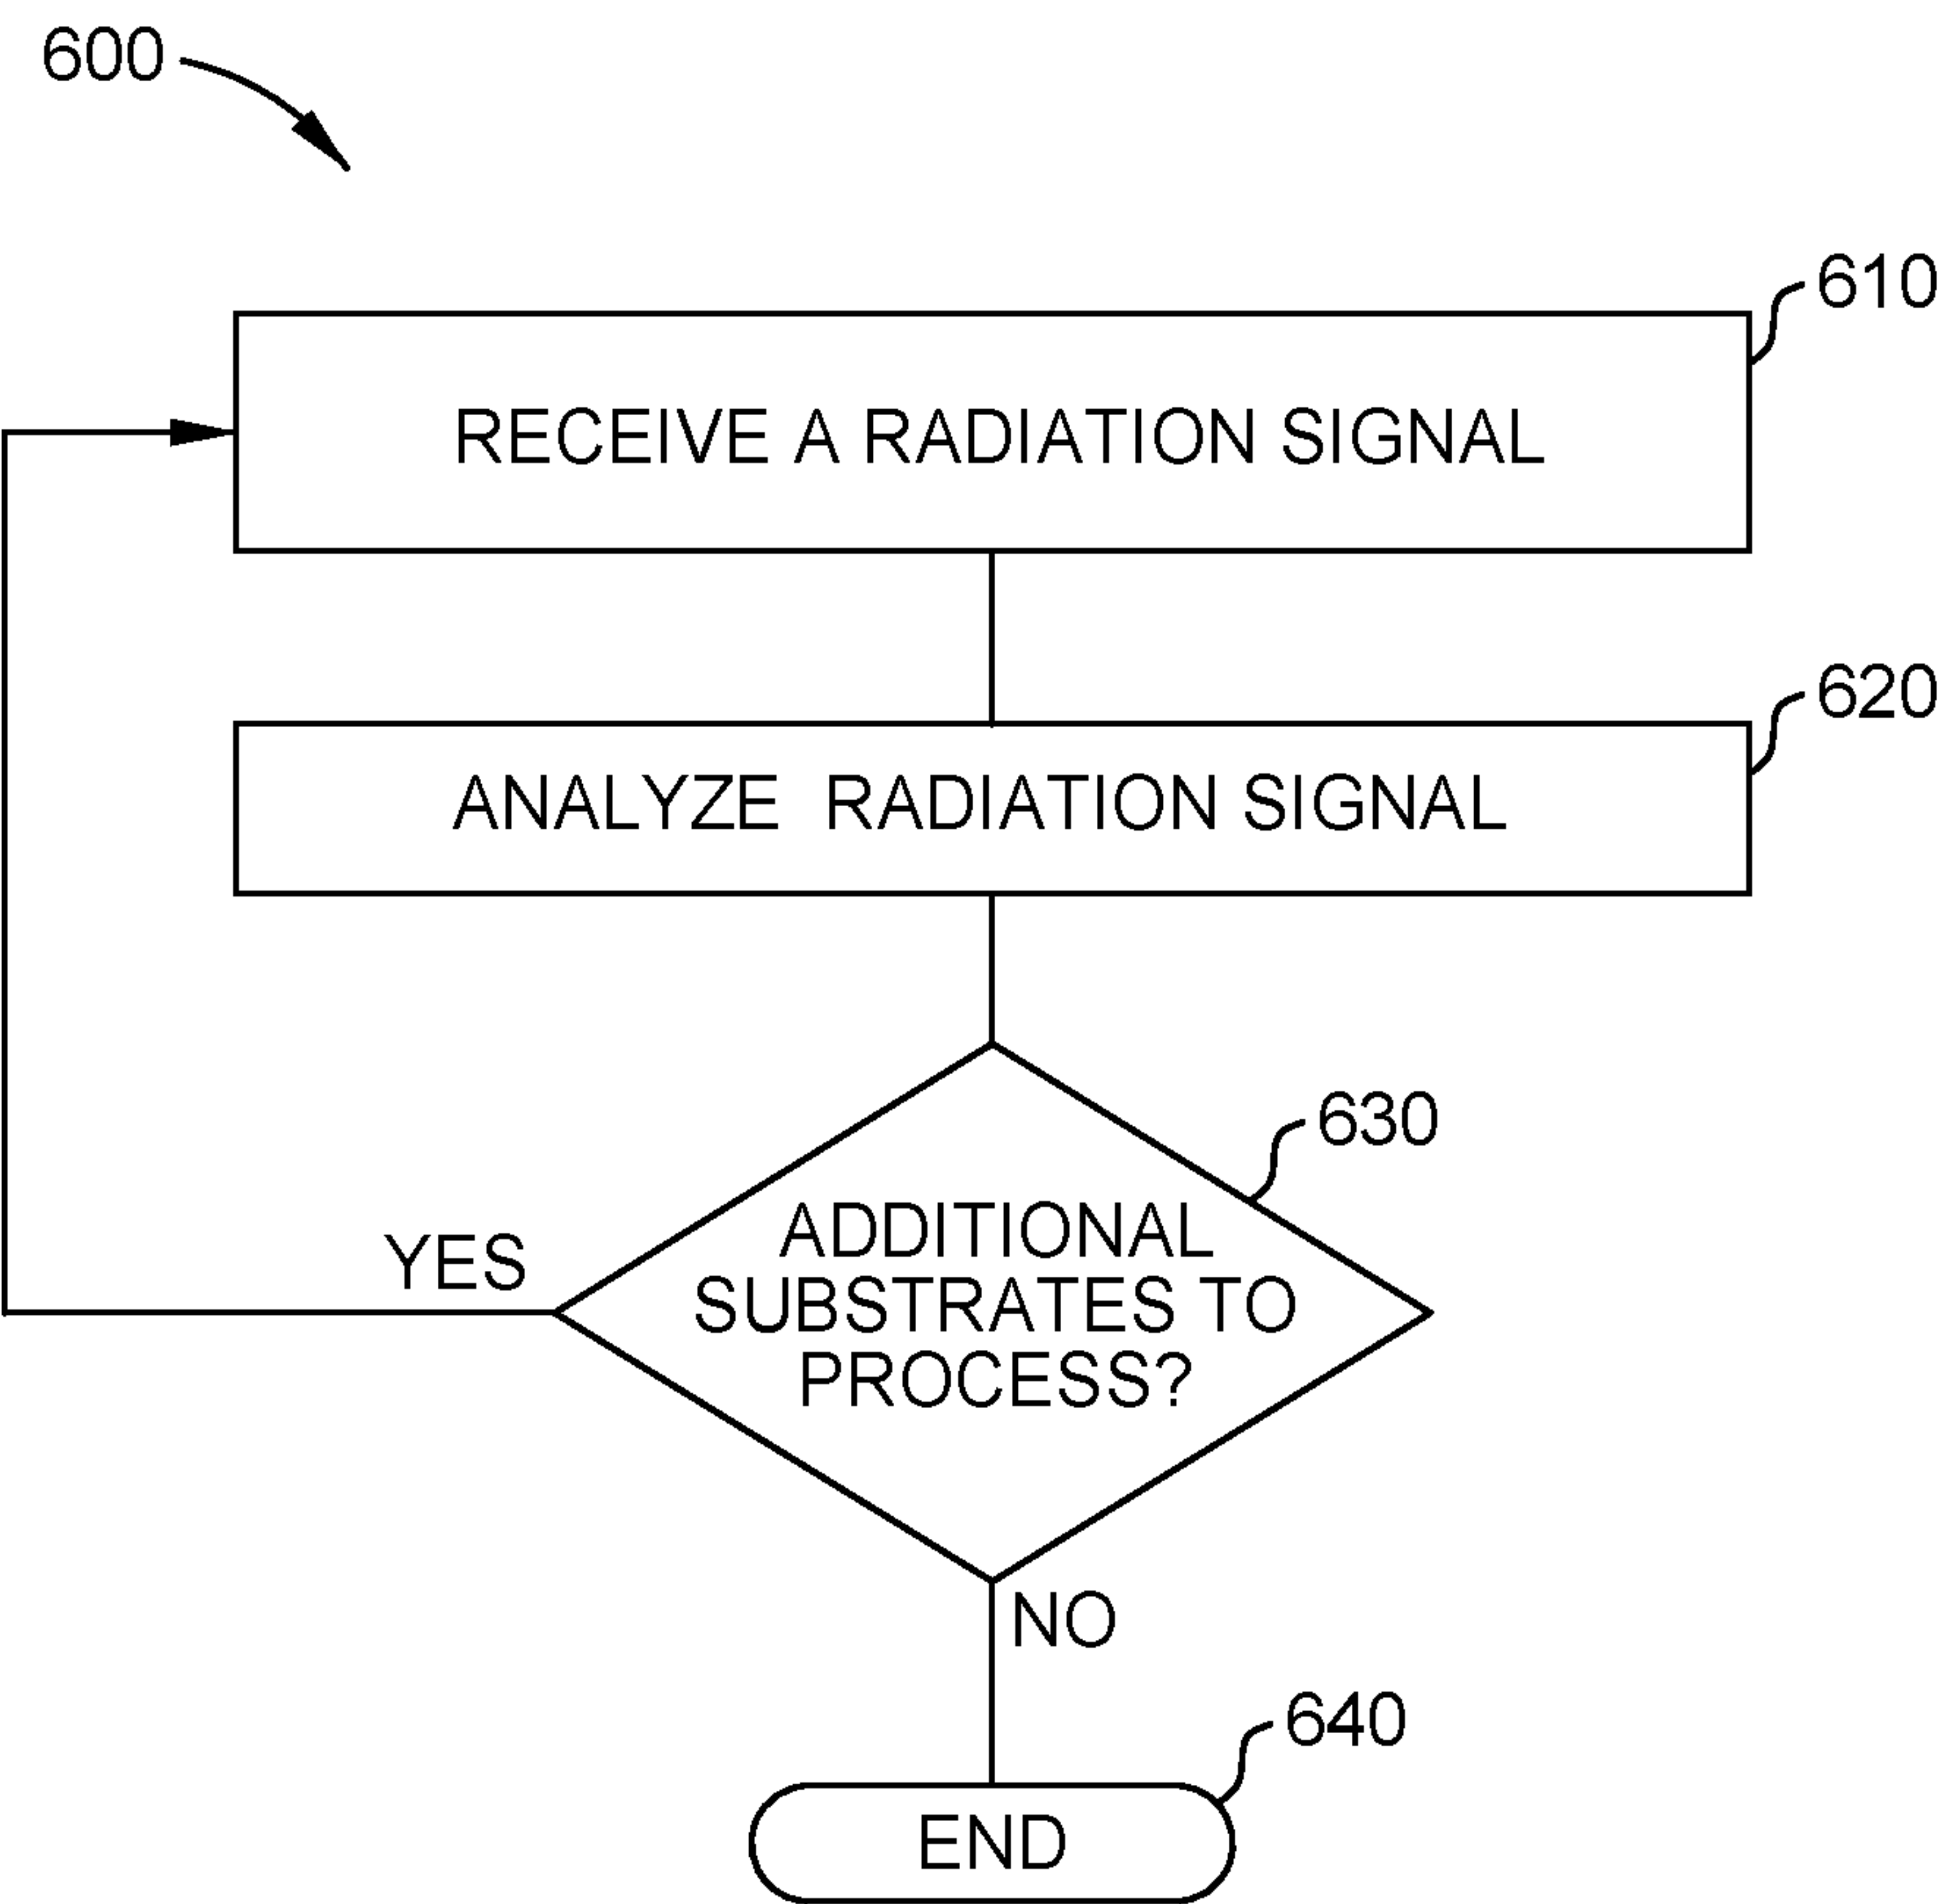 600
610
RECEIVE A RADIATION SIGNAL
620
ANALYZE RADIATION SIGNAL
630
ADDITIONAL
SUBSTRATES TO
PROCESS?
YES
NO
640
END